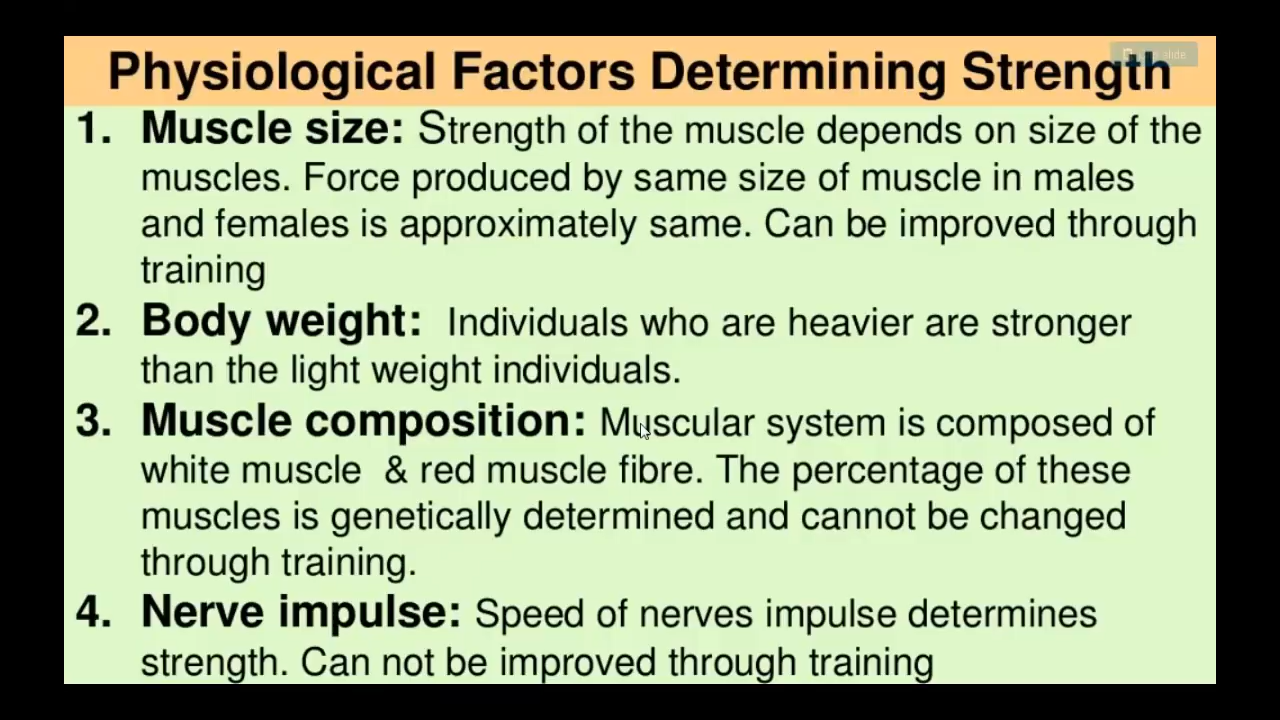 Physiological Factors Determining Strength
1. Muscle size: Strength of the muscle depends on size of the
muscles. Force produced by same size of muscle in males
and females is approximately same. Can be improved through
training
2. Body weight: Individuals who are heavier are stronger
than the light weight individuals.
3. Muscle composition: Muscular system is composed of
white muscle & red muscle fibre. The percentage of these
muscles is genetically determined and cannot be changed
through training.
4. Nerve impulse: Speed of nerves impulse determines
strength. Can not be improved through training
slide